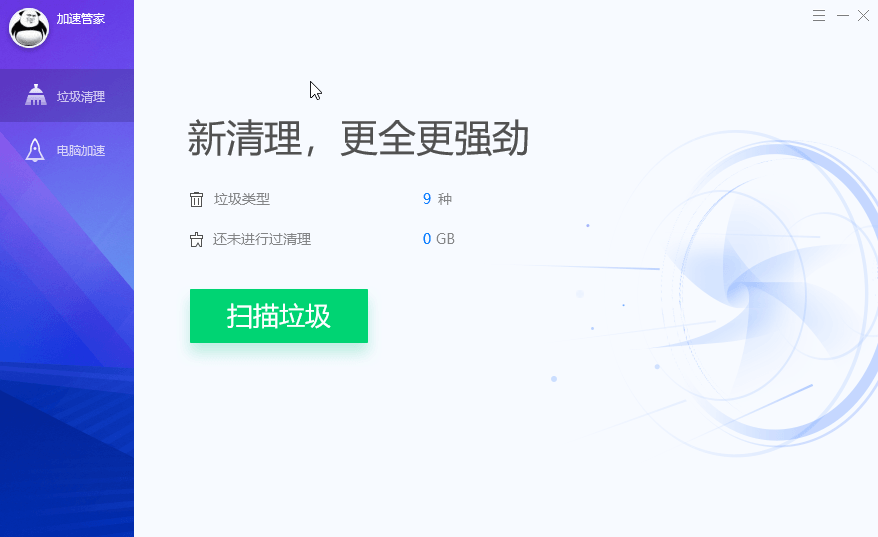 加速管家
垃圾清理
电脑加速
新清理，更全更强劲
垃圾类型 9 种
还未进行过清理 0 GB
扫描垃圾